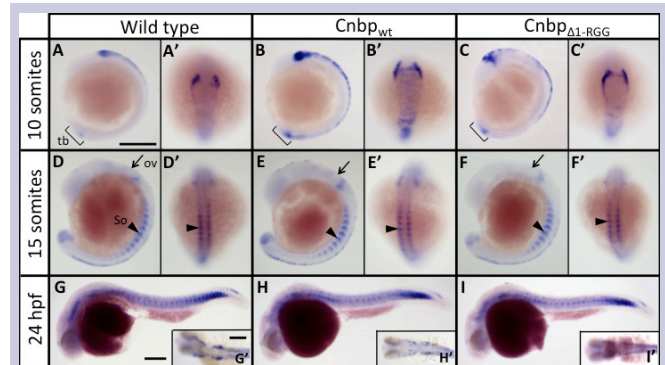 Wild type Cnbpwt CnbpΔ1-RGG
10 somites
A A’ B B’ C C’
tb
15 somites
D ov D’ E E’ F F’
So
24 hpf
G H I
G’ H’ I’